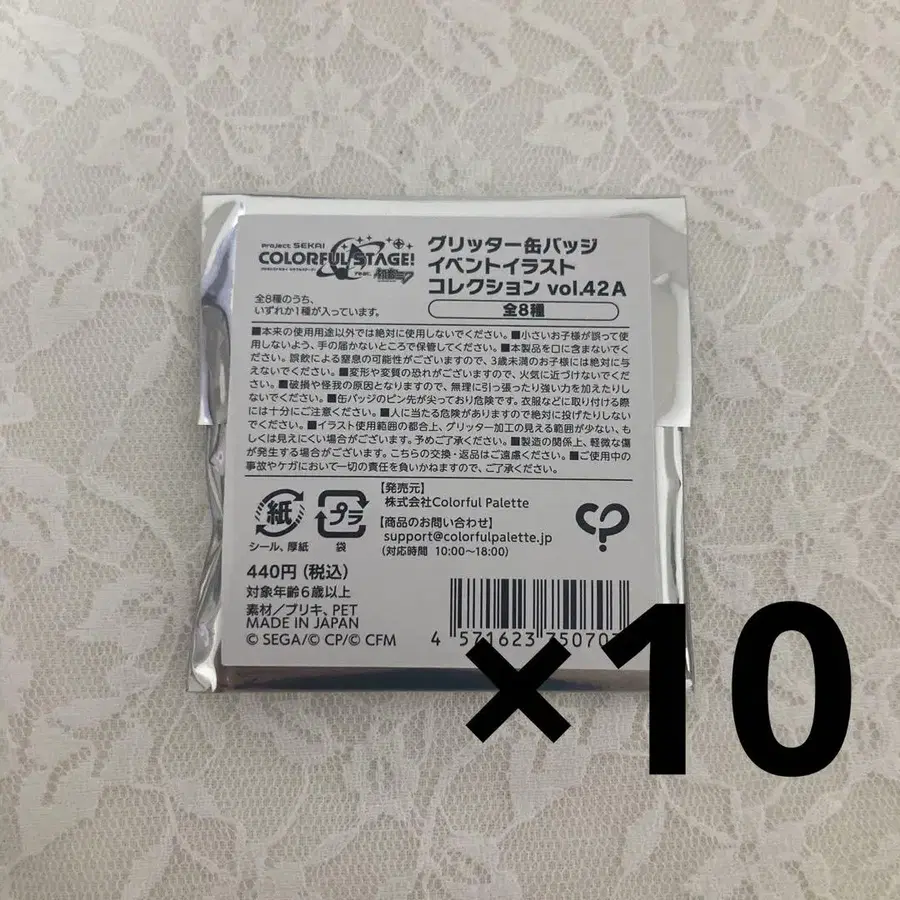 Project SEKAI
COLORFUL STAGE!
feat. 初音ミク
グリッター缶バッジ
イベントイラスト
コレクション vol.42A
全8種
全8種のうち、
いずれか1種が入っています。
■本来の使用用途以外では絶対に使用しないでください。■小さいお子様が誤って使
用しないよう、手の届かないところで保管してください。■本製品を口に含まないでく
ださい。誤飲による窒息の可能性がございますので、3歳未満のお子様には絶対に与
えないでください。■変形や変質の恐れがございますので、火気に近づけないでくだ
さい。■破損や怪我の原因となりますので、無理に引っ張ったり強い力を加えたりし
ないでください。■缶バッジのピン先が尖っており危険です。衣服などに取り付ける際
には十分にご注意ください。■人に当たる危険がありますので絶対に投げたりしない
でください。■イラスト使用範囲の都合上、グリッター加工の見える範囲が少ない、も
しくは見えにくい場合がございます。予めご了承ください。■製造の関係上、軽微な傷
が発生する場合がございます。こちらの交換・返品はご遠慮ください。■ご使用中の
事故やケガにおいて一切の責任を負いかねますので、ご了承ください。
紙
シール、厚紙
プラ
袋
【発売元】
株式会社Colorful Palette
【商品のお問い合わせ】
support@colorfulpalette.jp
(対応時間 10:00〜18:00)
440円(税込)
対象年齢6歳以上
素材/ブリキ、PET
MADE IN JAPAN
© SEGA/© CP/© CFM
4 571623 35070
×10